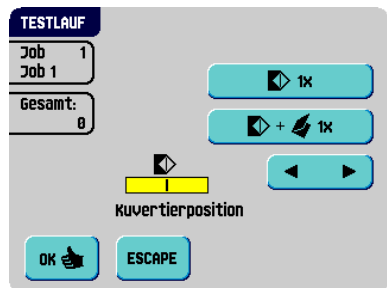 TESTLAUF
Job 1
Job 1
Gesamt:
0
1x
+ 1x
Kuvertierposition
OK
ESCAPE